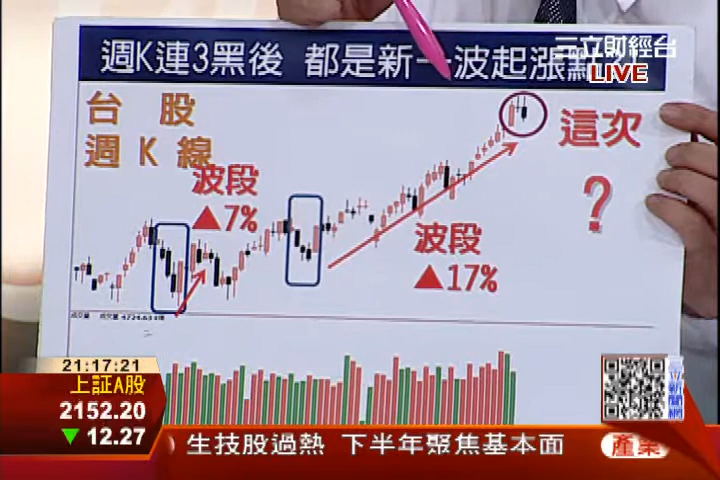 週K連3黑後 都是新一波起漲點
三立財經台
LIVE
台 股
週 K 線
波段
▲7%
波段
▲17%
這次
?
成交量
21:17:21
上証A股
2152.20
▼ 12.27
生技股過熱 下半年聚焦基本面
產業